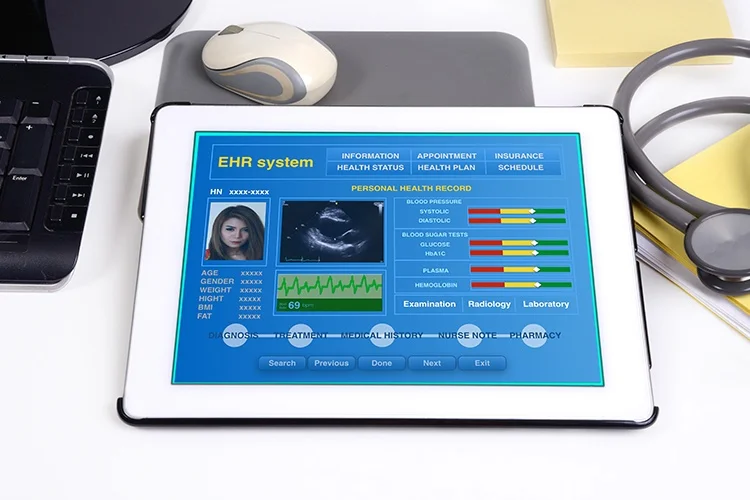 EHR system
INFORMATION APPOINTMENT INSURANCE
HEALTH STATUS HEALTH PLAN SCHEDULE
HN xxxx-xxxx
PERSONAL HEALTH RECORD
BLOOD PRESSURE
SYSTOLIC
DIASTOLIC
BLOOD SUGAR TESTS
GLUCOSE
HbA1C
PLASMA
HEMOGLOBIN
Examination Radiology Laboratory
AGE xxxxx
GENDER xxxxx
WEIGHT xxxxx
HIGHT xxxxx
BMI xxxxx
FAT xxxxx
69
DIAGNOSIS TREATMENT MEDICAL HISTORY NURSE NOTE PHARMACY
Search Previous Done Next Exit
Enter